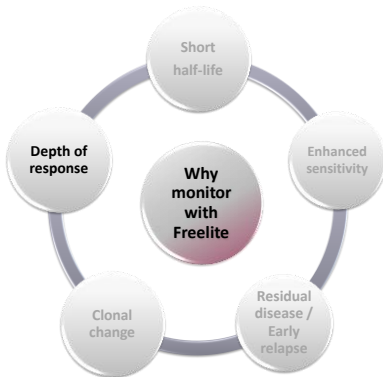 Short
half-life
Enhanced
sensitivity
Residual
disease /
Early
relapse
Clonal
change
Depth of
response
Why
monitor
with
Freelite